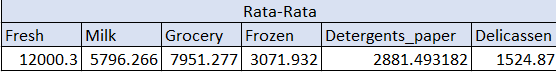 Rata-Rata
Fresh Milk Grocery Frozen Detergents_paper Delicassen
12000.3 5796.266 7951.277 3071.932 2881.493182 1524.87